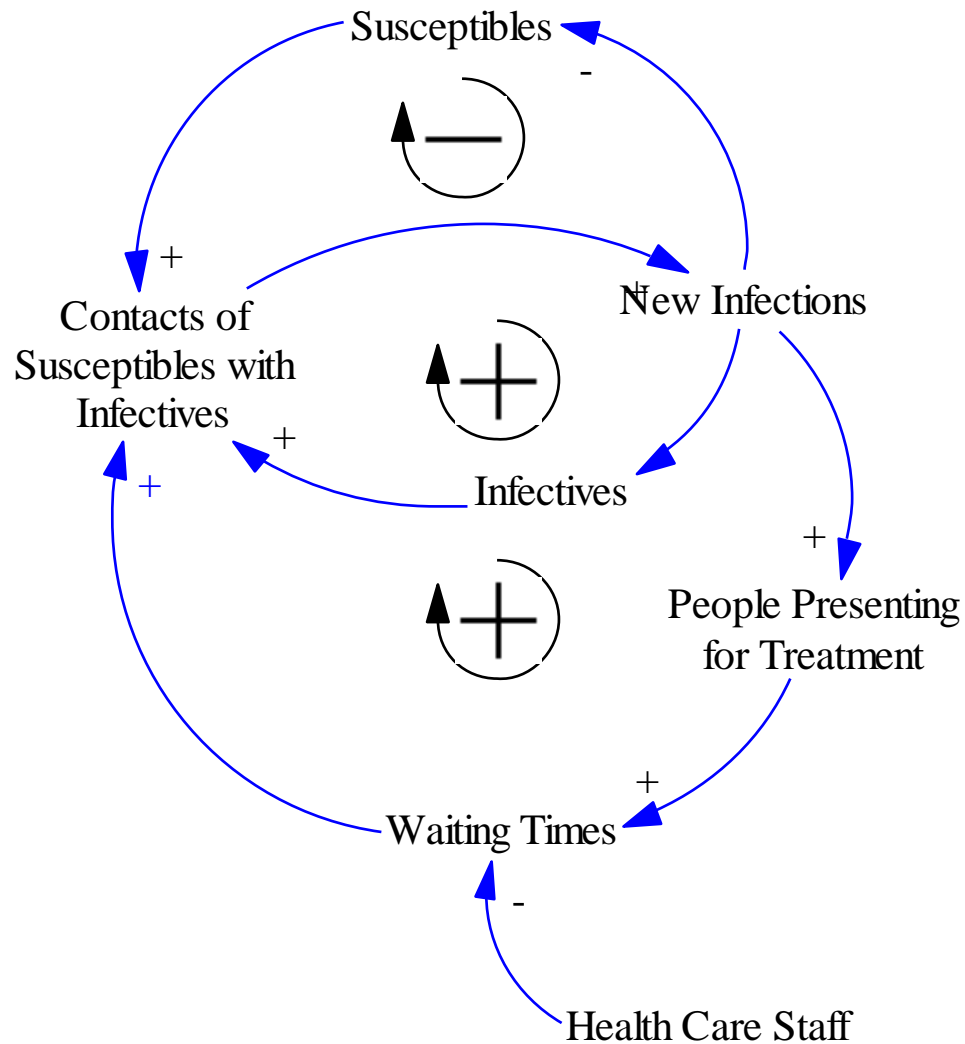 Susceptibles
-
+
+
New Infections
Contacts of
Susceptibles with
Infectives
+
+
Infectives
+
People Presenting
for Treatment
+
Waiting Times
-
Health Care Staff